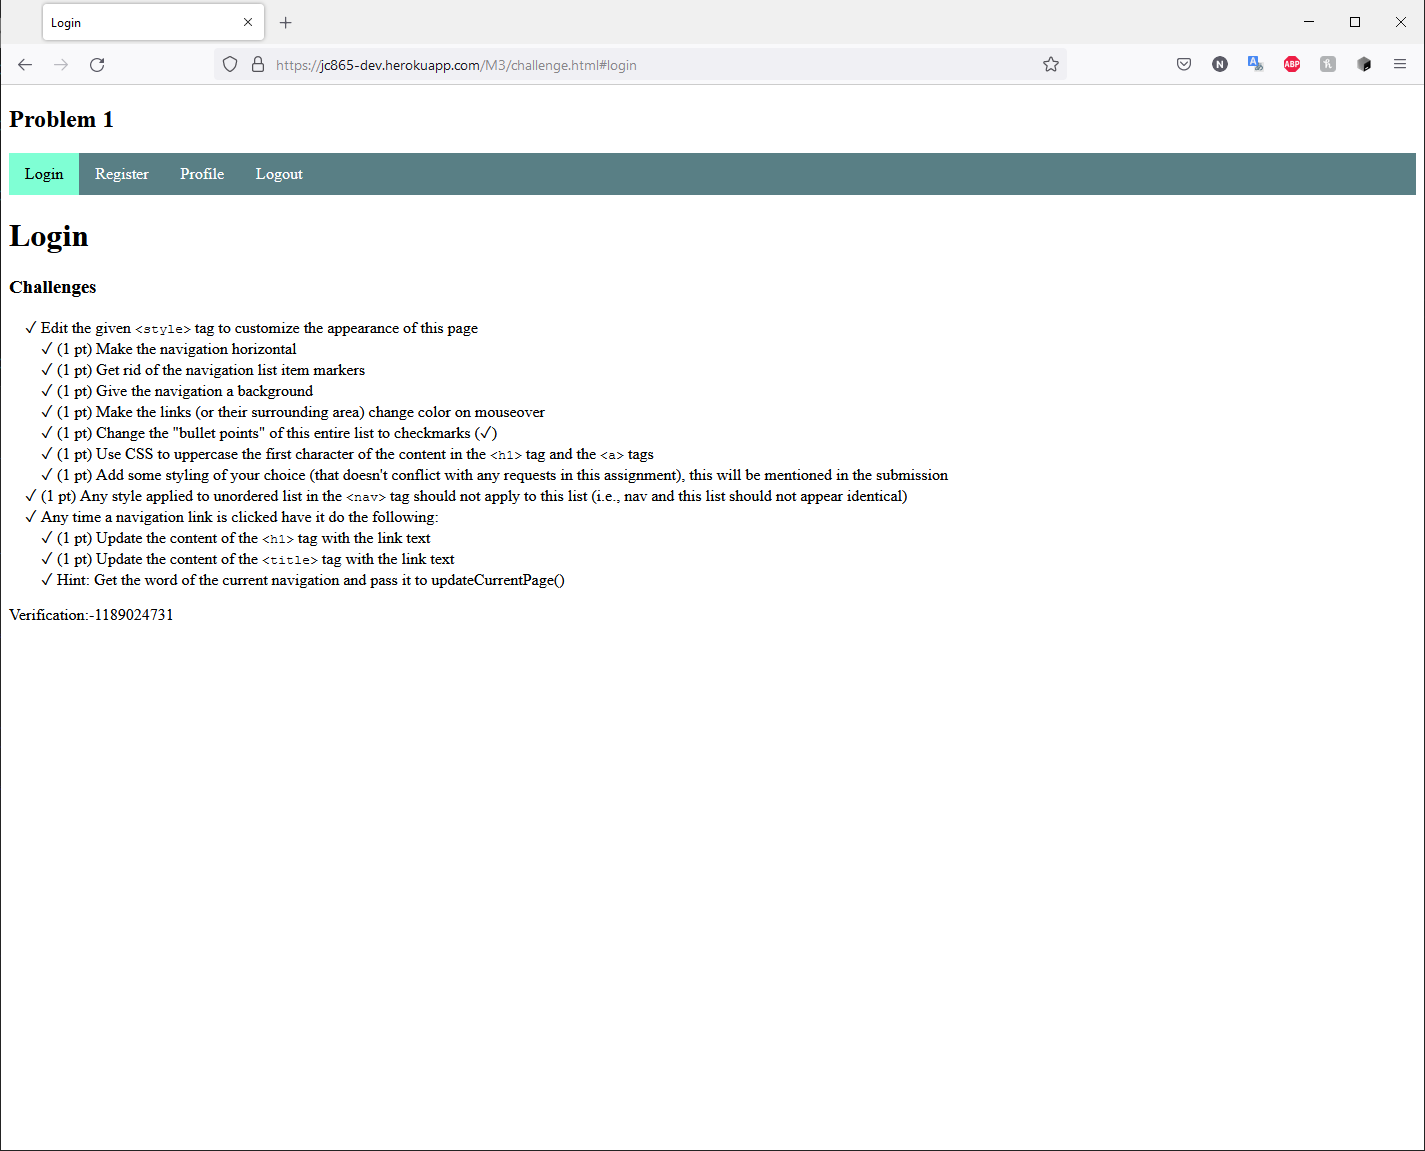 Login
https://jc865-dev.herokuapp.com/M3/challenge.html#login
N
ABP
Problem 1
Login Register Profile Logout
Login
Challenges
✓ Edit the given <style> tag to customize the appearance of this page
✓ (1 pt) Make the navigation horizontal
✓ (1 pt) Get rid of the navigation list item markers
✓ (1 pt) Give the navigation a background
✓ (1 pt) Make the links (or their surrounding area) change color on mouseover
✓ (1 pt) Change the "bullet points" of this entire list to checkmarks (✓)
✓ (1 pt) Use CSS to uppercase the first character of the content in the <h1> tag and the <a> tags
✓ (1 pt) Add some styling of your choice (that doesn't conflict with any requests in this assignment), this will be mentioned in the submission
✓ (1 pt) Any style applied to unordered list in the <nav> tag should not apply to this list (i.e., nav and this list should not appear identical)
✓ Any time a navigation link is clicked have it do the following:
✓ (1 pt) Update the content of the <h1> tag with the link text
✓ (1 pt) Update the content of the <title> tag with the link text
✓ Hint: Get the word of the current navigation and pass it to updateCurrentPage()
Verification:-1189024731